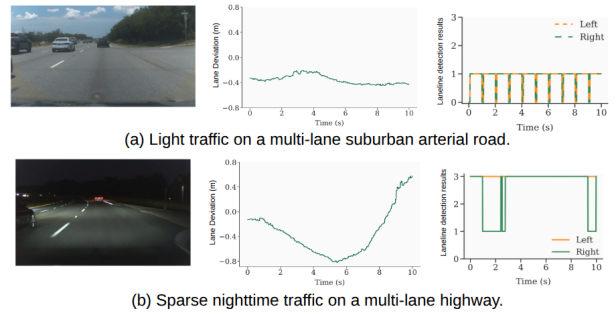 Lane Deviation (m)
0.8
0.4
0.0
−0.4
−0.8
0 2 4 6 8 10
Time (s)
Laneline detection results
3
2
1
0
Left
Right
0 2 4 6 8 10
Time (s)
(a) Light traffic on a multi-lane suburban arterial road.
Lane Deviation (m)
0.8
0.4
0.0
−0.4
−0.8
0 2 4 6 8 10
Time (s)
Laneline detection results
3
2
1
0
Left
Right
0 2 4 6 8 10
Time (s)
(b) Sparse nighttime traffic on a multi-lane highway.